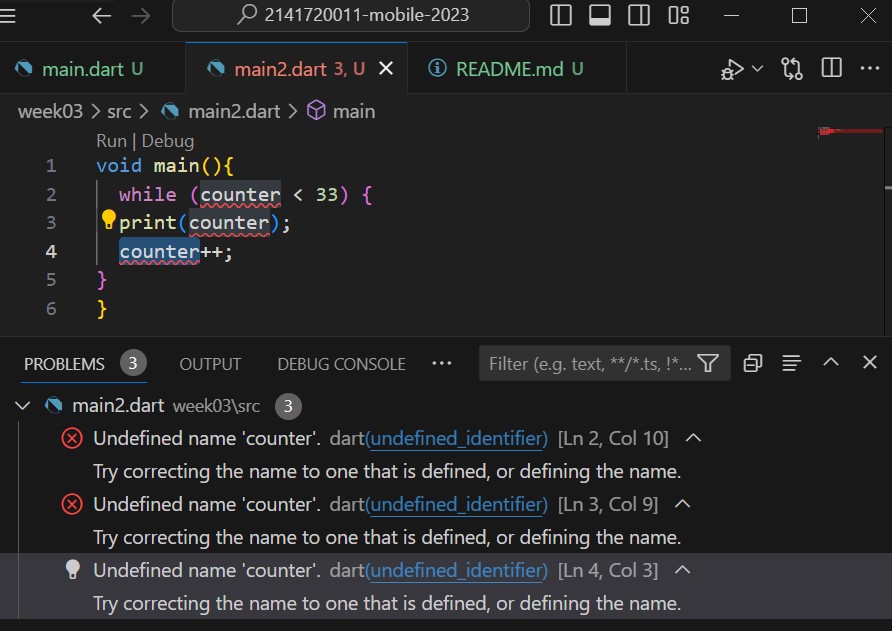 2141720011-mobile-2023
main.dart U
main2.dart 3, U
README.md U
week03 > src > main2.dart > main
Run | Debug
1 void main(){
2 while (counter < 33) {
3 print(counter);
4 counter++;
5 }
6 }
PROBLEMS 3 OUTPUT DEBUG CONSOLE ··· Filter (e.g. text, **/*.ts, !*...
main2.dart week03\src 3
Undefined name 'counter'. dart(undefined_identifier) [Ln 2, Col 10]
Try correcting the name to one that is defined, or defining the name.
Undefined name 'counter'. dart(undefined_identifier) [Ln 3, Col 9]
Try correcting the name to one that is defined, or defining the name.
Undefined name 'counter'. dart(undefined_identifier) [Ln 4, Col 3]
Try correcting the name to one that is defined, or defining the name.